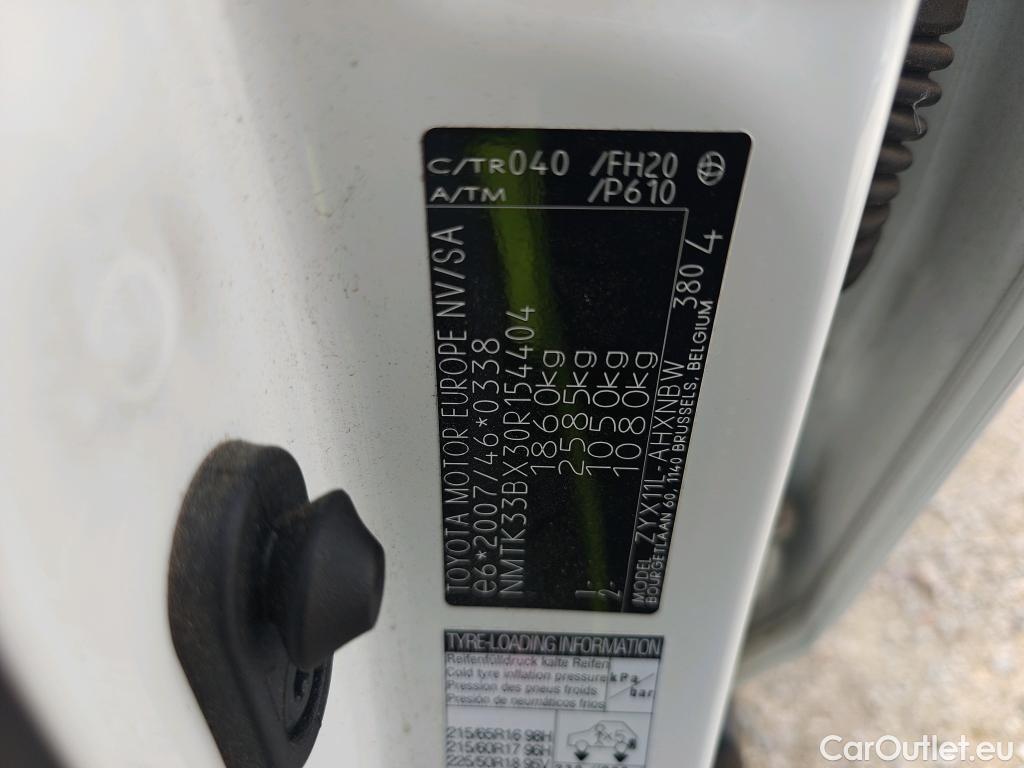 C/TR040 /FH20
A/TM /P610
TOYOTA MOTOR EUROPE NV/SA
e6*2007/46*0338
NMTK33BX30R154404
1860kg
2585kg
1: 1050kg
2: 1080kg
MODEL ZYX11L-AHXNBW 380 4
BOURGETLAAN 60, 1140 BRUSSELS, BELGIUM
TYRE-LOADING INFORMATION
Reifenfülldruck kalte Reifen
Cold tyre inflation pressure
Pression des pneus froids
Presión de neumáticos fríos
kPa
/bar
215/65R16 98H
215/60R17 96H
225/50R18 95V
CarOutlet.eu